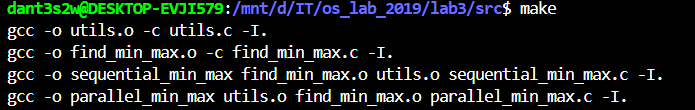 dant3s2w@DESKTOP-EVJI579:/mnt/d/IT/os_lab_2019/lab3/src$ make
gcc -o utils.o -c utils.c -I.
gcc -o find_min_max.o -c find_min_max.c -I.
gcc -o sequential_min_max find_min_max.o utils.o sequential_min_max.c -I.
gcc -o parallel_min_max utils.o find_min_max.o parallel_min_max.c -I.